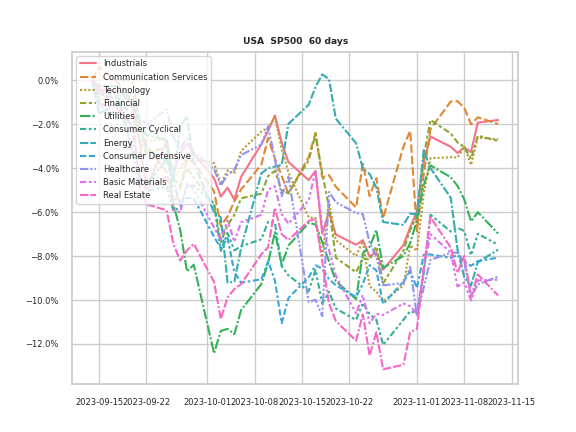 USA SP500 60 days
Industrials
Communication Services
Technology
Financial
Utilities
Consumer Cyclical
Energy
Consumer Defensive
Healthcare
Basic Materials
Real Estate
0.0%
−2.0%
−4.0%
−6.0%
−8.0%
−10.0%
−12.0%
2023-09-15 2023-09-22 2023-10-01 2023-10-08 2023-10-15 2023-10-22 2023-11-01 2023-11-08 2023-11-15